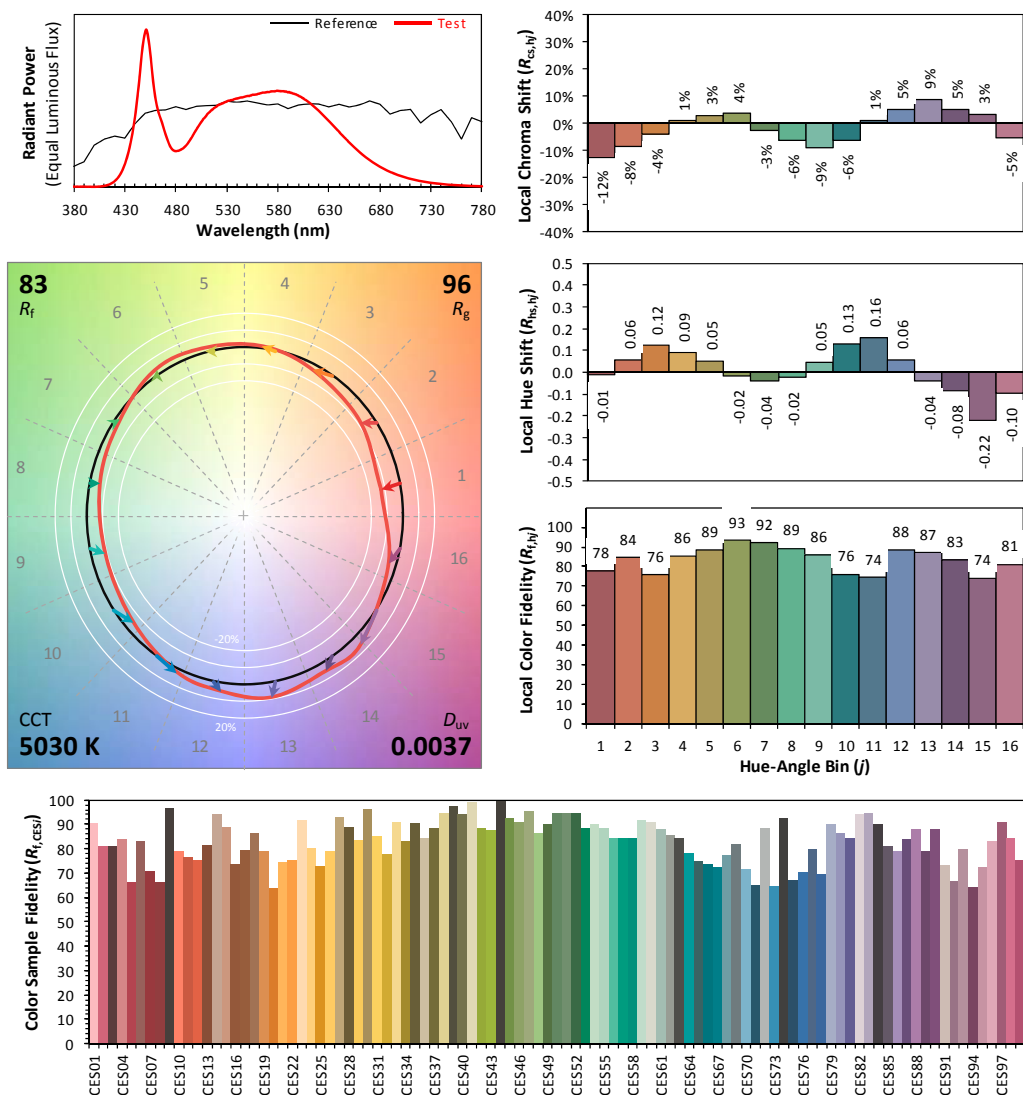 Reference
Test
Radiant Power
(Equal Luminous Flux)
380 430 480 530 580 630 680 730 780
Wavelength (nm)
Local Chroma Shift (Rcs,hj)
40%
30%
20%
10%
0%
-10%
-20%
-30%
-40%
-12% -8% -4% 1% 3% 4% -3% -6% -9% -6% 1% 5% 9% 5% 3% -5%
83
Rf
96
Rg
5 4
6 3
7 2
8 1
9 16
10 15
11 14
12 13
-20%
20%
CCT
5030 K
Duv
0.0037
Local Hue Shift (Rhs,hj)
0.5
0.4
0.3
0.2
0.1
0.0
-0.1
-0.2
-0.3
-0.4
-0.5
-0.01 0.06 0.12 0.09 0.05 -0.02 -0.04 -0.02 0.05 0.13 0.16 0.06 -0.04 -0.08 -0.22 -0.10
Local Color Fidelity (Rf,hj)
100
90
80
70
60
50
40
30
20
10
0
78 84 76 86 89 93 92 89 86 76 74 88 87 83 74 81
1 2 3 4 5 6 7 8 9 10 11 12 13 14 15 16
Hue-Angle Bin (j)
Color Sample Fidelity (Rf,CESi)
100
90
80
70
60
50
40
30
20
10
0
CES01 CES04 CES07 CES10 CES13 CES16 CES19 CES22 CES25 CES28 CES31 CES34 CES37 CES40 CES43 CES46 CES49 CES52 CES55 CES58 CES61 CES64 CES67 CES70 CES73 CES76 CES79 CES82 CES85 CES88 CES91 CES94 CES97